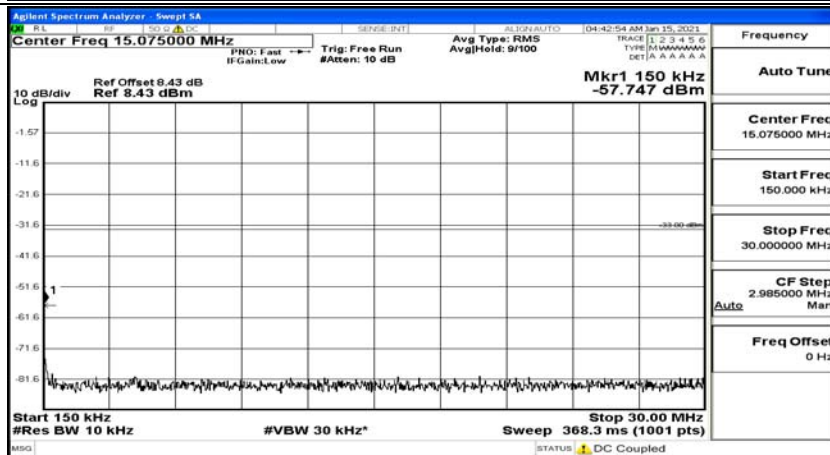 Agilent Spectrum Analyzer - Swept SA
RL RF 50 Ω DC SENSE:INT ALIGNAUTO 04:42:54 AM Jan 15, 2021
Center Freq 15.075000 MHz
PNO: Fast
IFGain:Low
Trig: Free Run
#Atten: 10 dB
Avg Type: RMS
Avg|Hold: 9/100
TRACE 1 2 3 4 5 6
TYPE MWWWWW
DET A A A A A A
Ref Offset 8.43 dB
10 dB/div Ref 8.43 dBm
Log
Mkr1 150 kHz
-57.747 dBm
-1.57
-11.6
-21.6
-31.6
-33.00 dBm
-41.6
-51.6
1
-61.6
-71.6
-81.6
Start 150 kHz Stop 30.00 MHz
#Res BW 10 kHz #VBW 30 kHz* Sweep 368.3 ms (1001 pts)
MSG STATUS DC Coupled
Frequency
Auto Tune
Center Freq
15.075000 MHz
Start Freq
150.000 kHz
Stop Freq
30.000000 MHz
CF Step
2.985000 MHz
Auto Man
Freq Offset
0 Hz